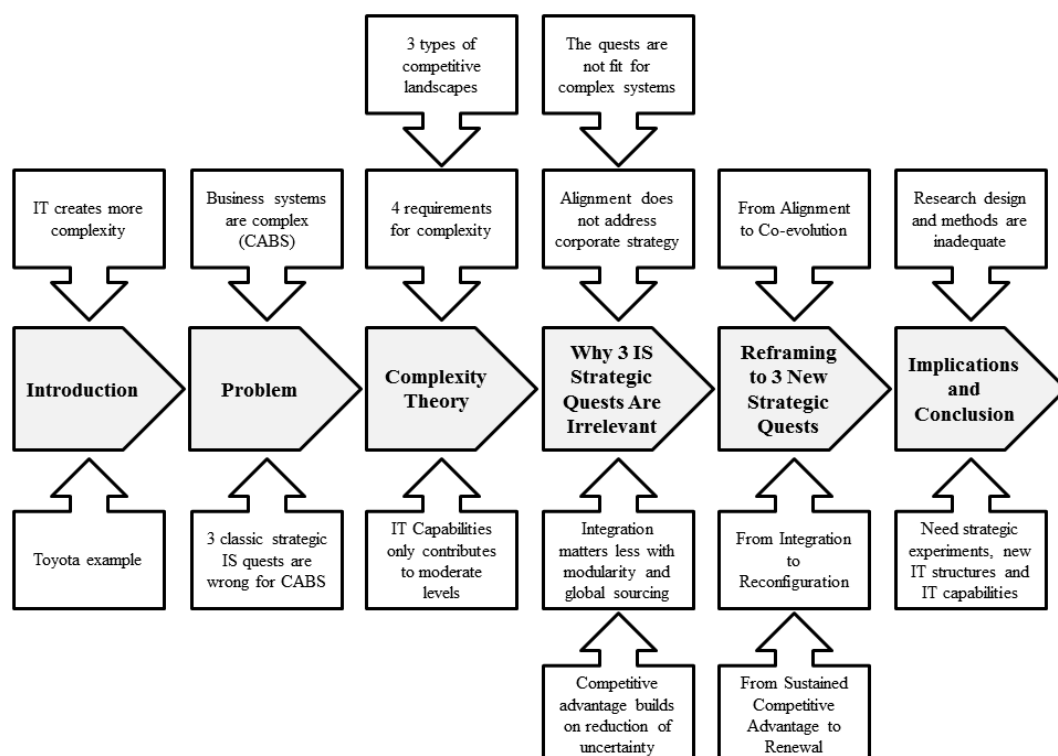 3 types of
competitive
landscapes
The quests are
not fit for
complex systems
IT creates more
complexity
Business systems
are complex
(CABS)
4 requirements
for complexity
Alignment does
not address
corporate strategy
From Alignment
to Co-evolution
Research design
and methods are
inadequate
Introduction
Problem
Complexity
Theory
Why 3 IS
Strategic
Quests Are
Irrelevant
Reframing
to 3 New
Strategic
Quests
Implications
and
Conclusion
Toyota example
3 classic strategic
IS quests are
wrong for CABS
IT Capabilities
only contributes
to moderate
levels
Integration
matters less with
modularity and
global sourcing
From Integration
to
Reconfiguration
Need strategic
experiments, new
IT structures and
IT capabilities
Competitive
advantage builds
on reduction of
uncertainty
From Sustained
Competitive
Advantage to
Renewal